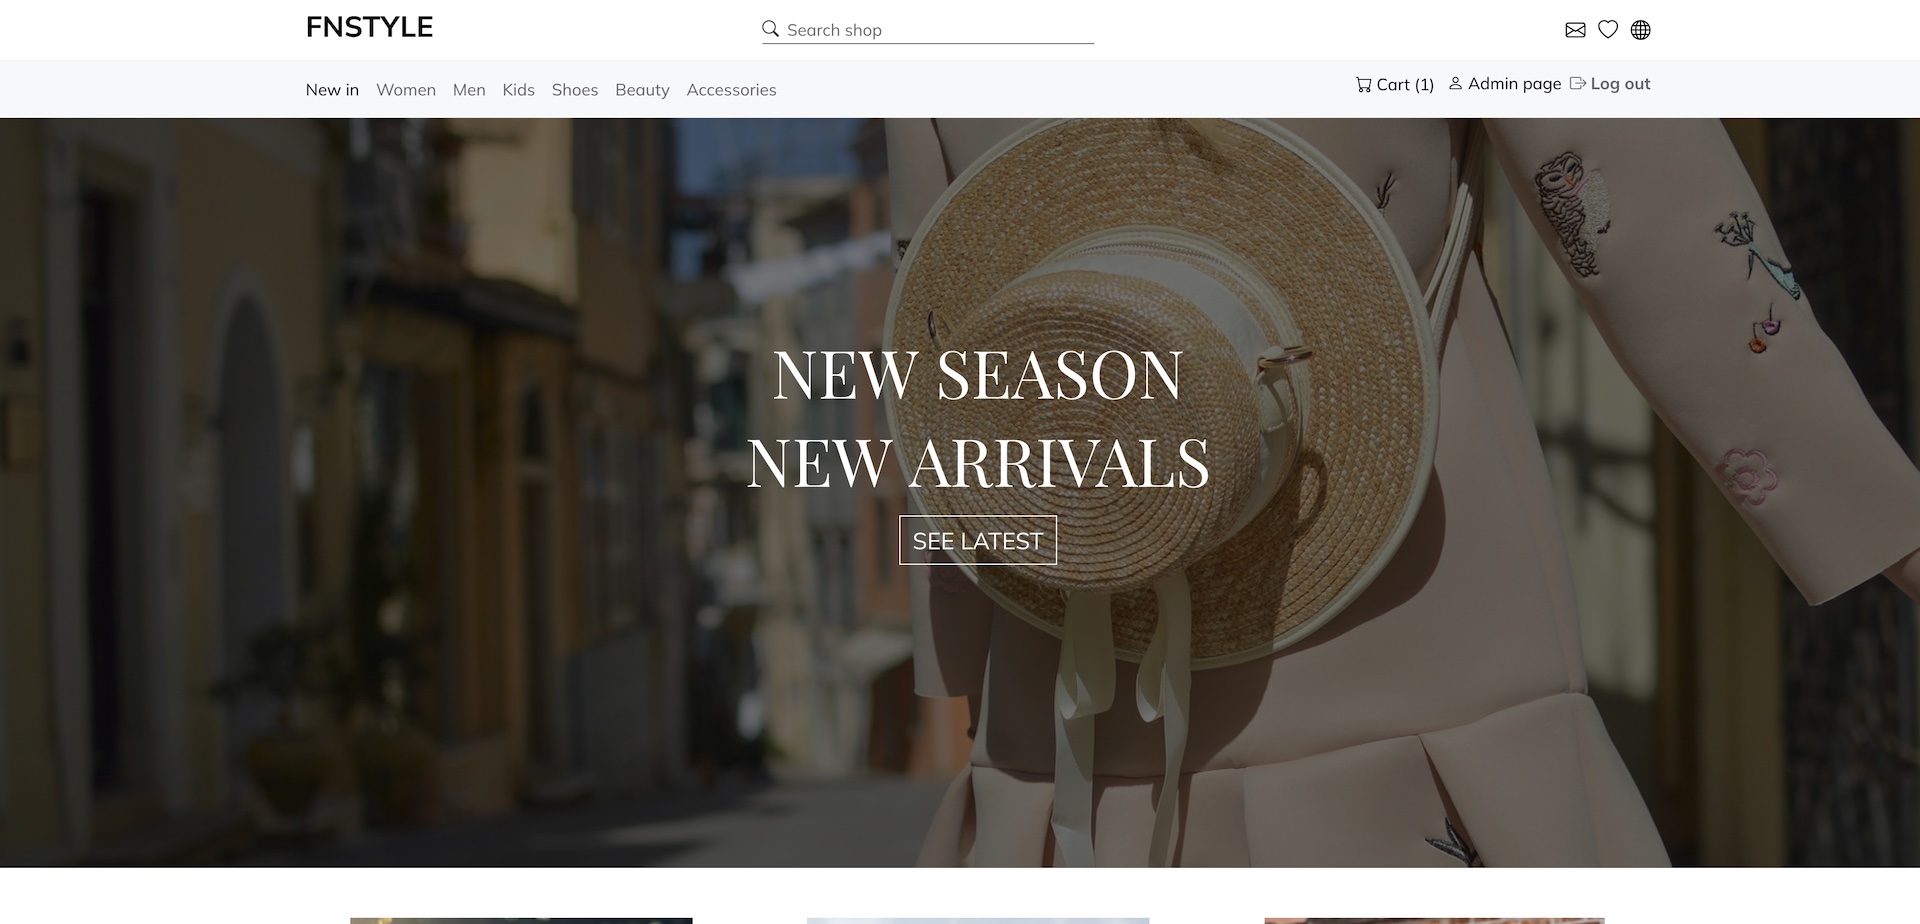 FNSTYLE
Search shop
New in Women Men Kids Shoes Beauty Accessories
Cart (1) Admin page Log out
NEW SEASON
NEW ARRIVALS
SEE LATEST